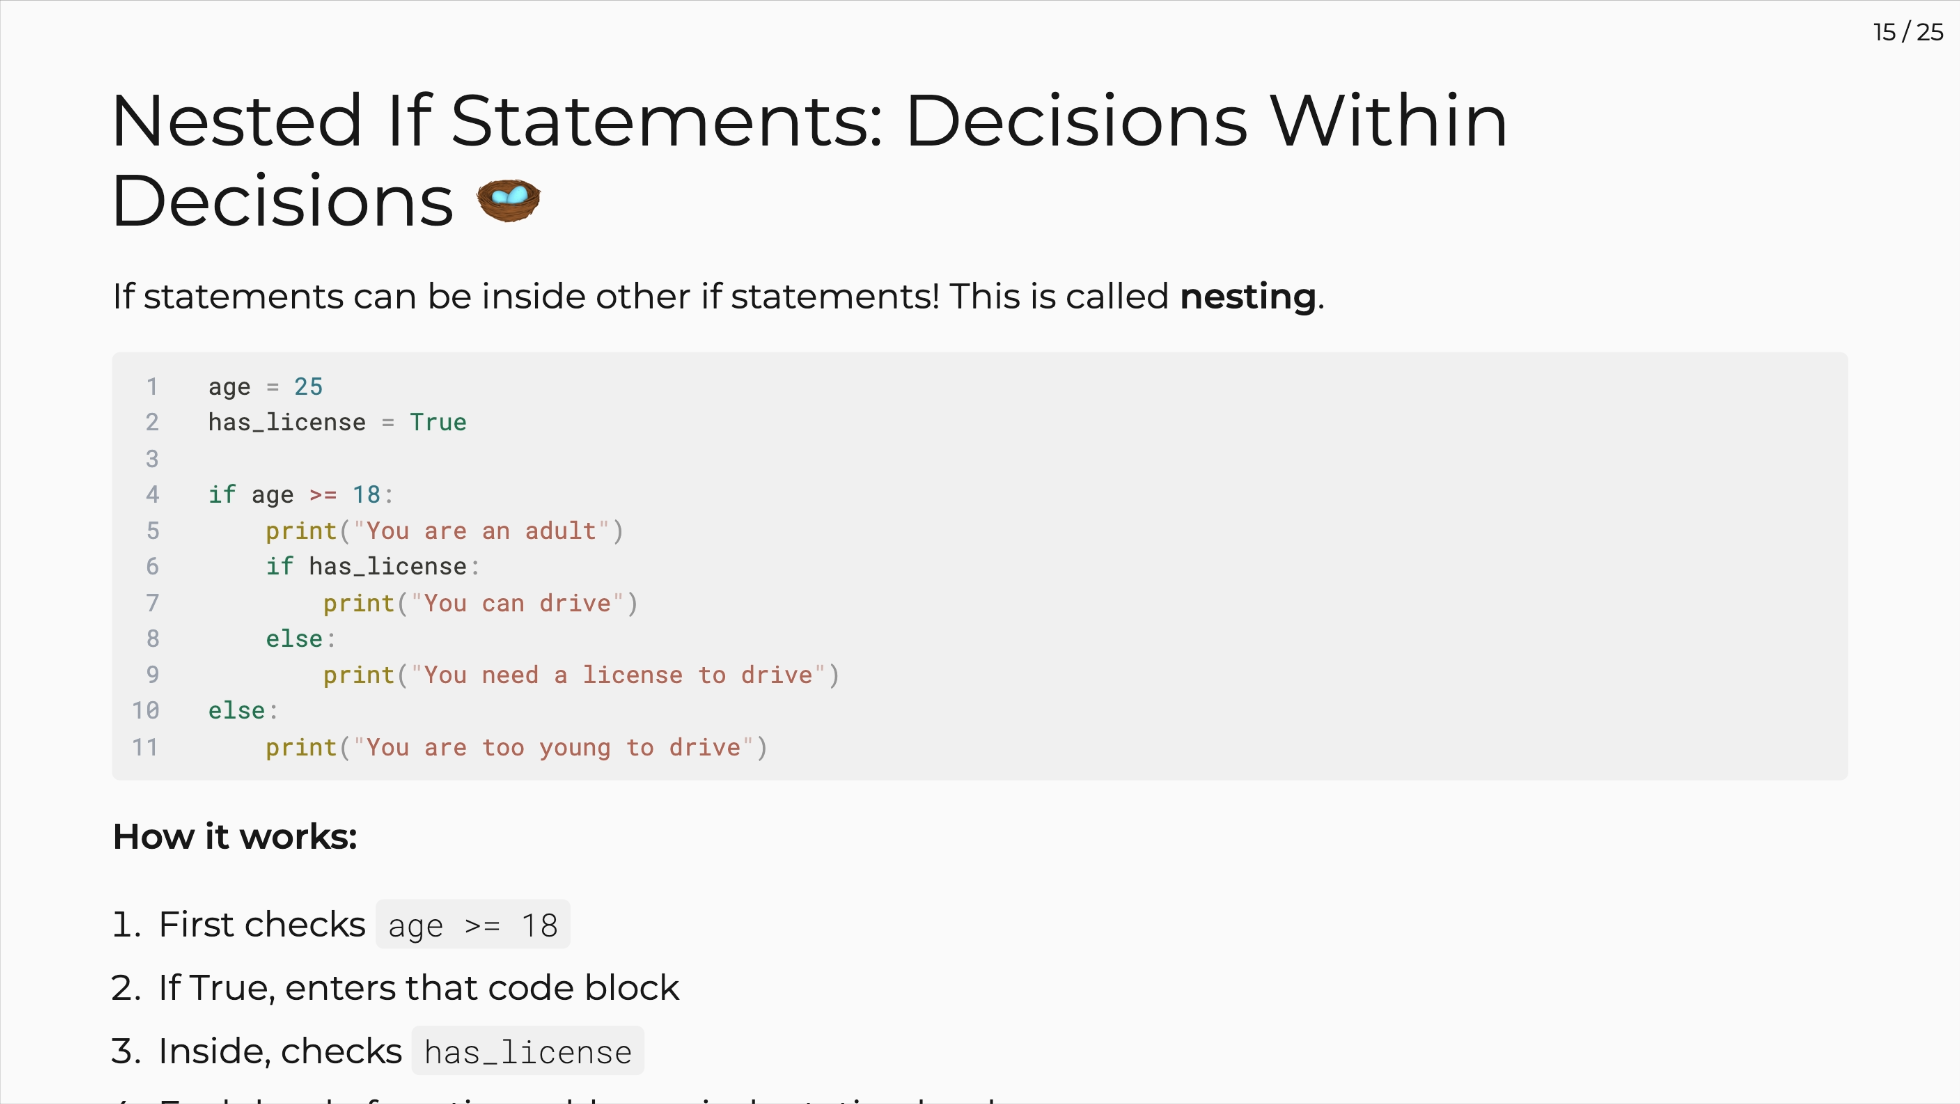 15 / 25
Nested If Statements: Decisions Within
Decisions
If statements can be inside other if statements! This is called nesting.
1 age = 25
2 has_license = True
3
4 if age >= 18:
5     print("You are an adult")
6     if has_license:
7         print("You can drive")
8     else:
9         print("You need a license to drive")
10 else:
11     print("You are too young to drive")
How it works:
1. First checks age >= 18
2. If True, enters that code block
3. Inside, checks has_license